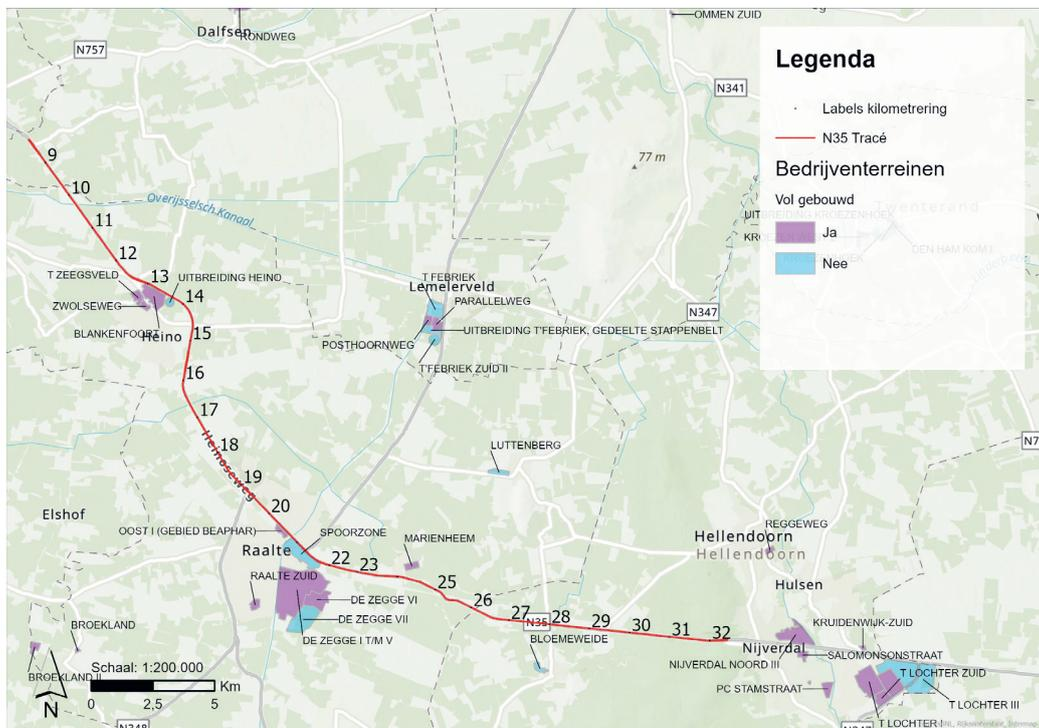 OMMEN ZUID
Dalfsen
RONDWEG
N757
N341
Legenda
Labels kilometrering
N35 Tracé
Bedrijventerreinen
Vol gebouwd
Ja
Nee
77 m
Twenterand
UITBREIDING KROEZENHOEK
DEN HAM KOM I
9
10
11
12
13
14
15
16
17
18
19
20
22
23
25
26
27
28
29
30
31
32
Overijsselsch Kanaal
T ZEEGSVELD
UITBREIDING HEINO
ZWOLSEWEG
BLANKENFOORT
Heino
T FEBRIEK
Lemelerveld
PARALLELWEG
UITBREIDING T'FEBRIEK, GEDEELTE STAPPENBELT
POSTHOORNWEG
T'FEBRIEK ZUID II
N347
Heinoseweg
LUTTENBERG
Elshof
OOST I (GEBIED BEAPHAR)
SPOORZONE
Raalte
MARIENHEEM
RAALTE ZUID
DE ZEGGE VI
DE ZEGGE VII
DE ZEGGE I T/M V
N35
BLOEMEWEIDE
REGGEWEG
Hellendoorn
Hellendoorn
Hulsen
KRUIDENWIJK-ZUID
Nijverdal
SALOMONSONSTRAAT
NIJVERDAL NOORD III
PC STAMSTRAAT
T LOCHTER ZUID
T LOCHTER III
T LOCHTER I
BROEKLAND
BROEKLAND II
Schaal: 1:200.000
Km
0 2,5 5
N
N348
N347